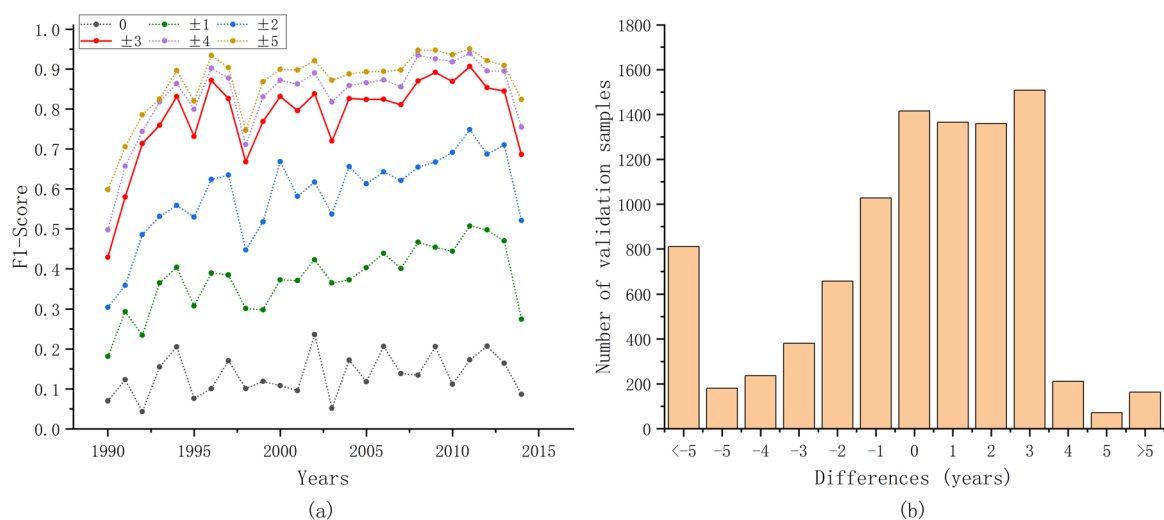 0 ±1 ±2
±3 ±4 ±5
1.0
0.9
0.8
0.7
0.6
0.5
0.4
0.3
0.2
0.1
0.0
F1-Score
1990 1995 2000 2005 2010 2015
Years
(a)
1800
1600
1400
1200
1000
800
600
400
200
0
Number of validation samples
<-5 -5 -4 -3 -2 -1 0 1 2 3 4 5 >5
Differences (years)
(b)